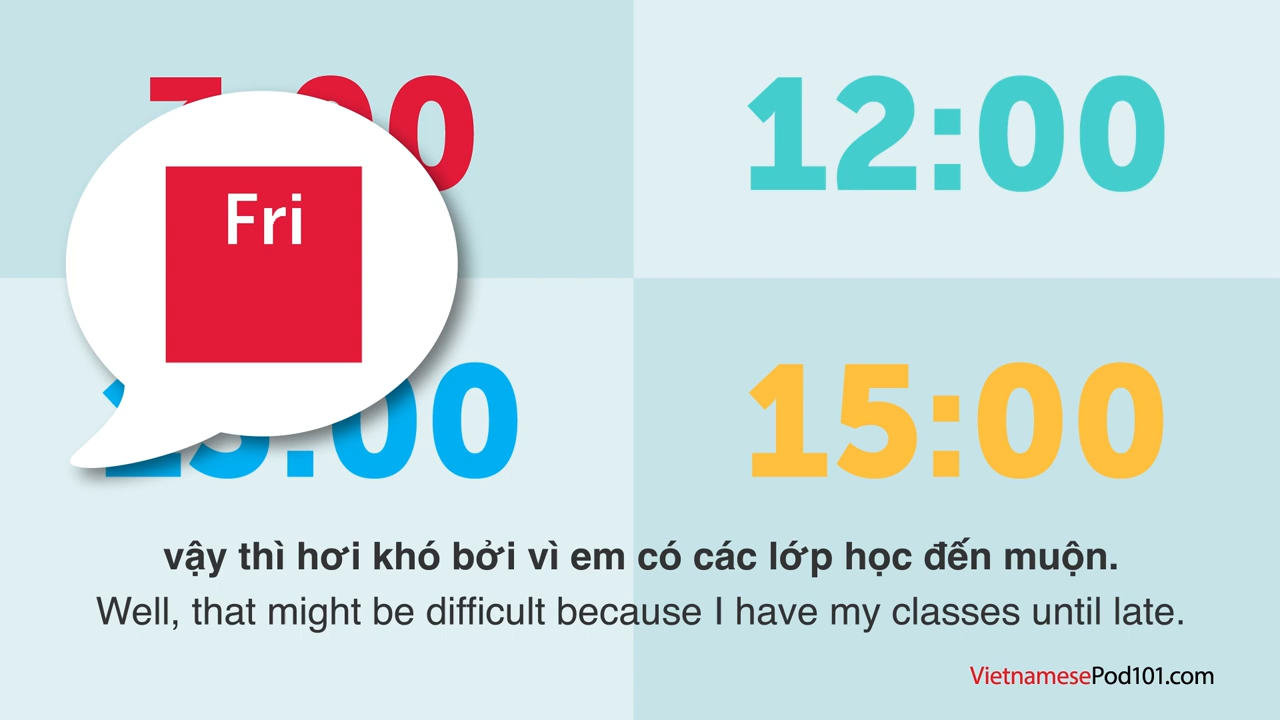 12:00
Fri
15:00
vậy thì hơi khó bởi vì em có các lớp học đến muộn.
Well, that might be difficult because I have my classes until late.
VietnamesePod101.com